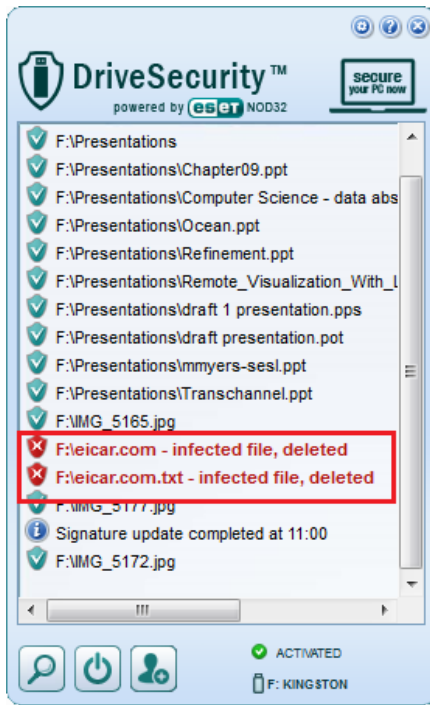 DriveSecurity™
powered by eseT NOD32
secure
your PC now
F:\Presentations
F:\Presentations\Chapter09.ppt
F:\Presentations\Computer Science - data abs
F:\Presentations\Ocean.ppt
F:\Presentations\Refinement.ppt
F:\Presentations\Remote_Visualization_With_L
F:\Presentations\draft 1 presentation.pps
F:\Presentations\draft presentation.pot
F:\Presentations\mmyers-sesl.ppt
F:\Presentations\Transchannel.ppt
F:\IMG_5165.jpg
F:\eicar.com - infected file, deleted
F:\eicar.com.txt - infected file, deleted
F:\IMG_5177.jpg
Signature update completed at 11:00
F:\IMG_5172.jpg
ACTIVATED
F: KINGSTON